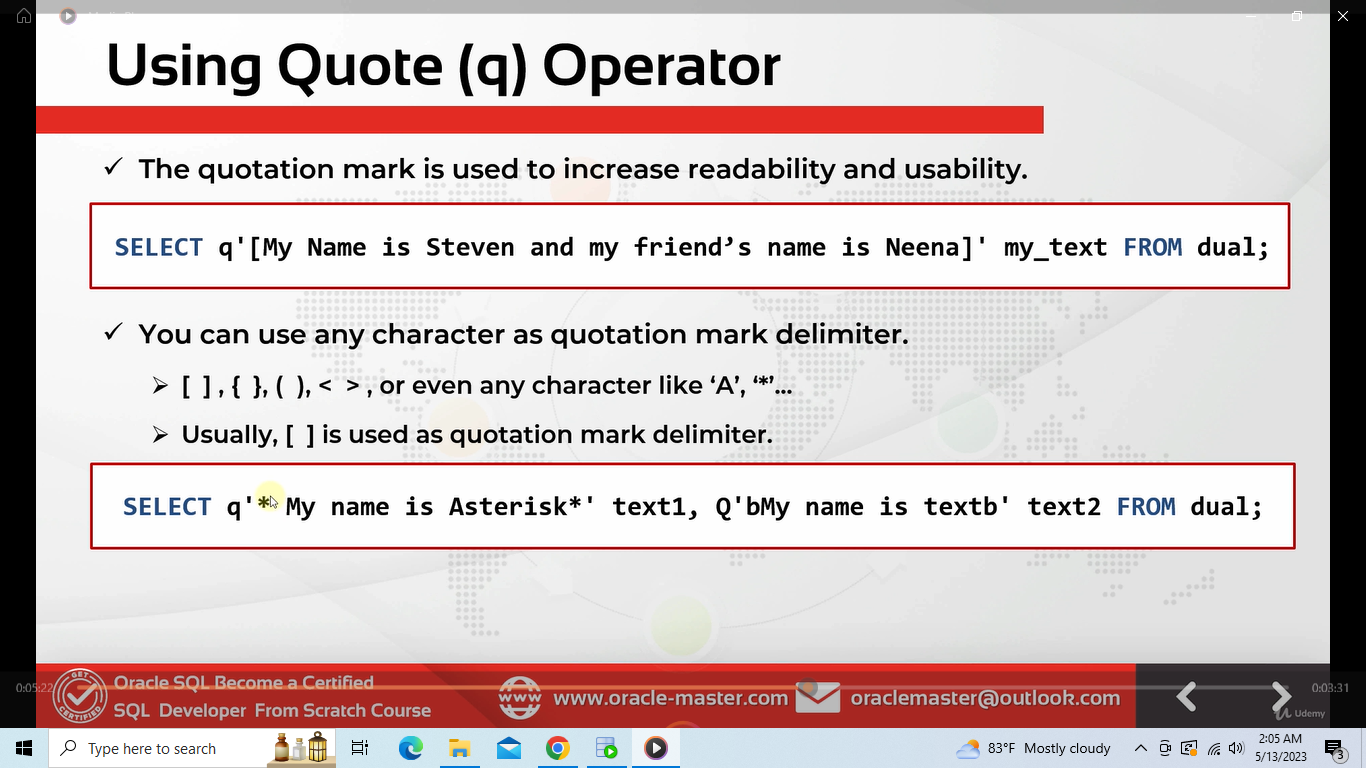 Using Quote (q) Operator
✓ The quotation mark is used to increase readability and usability.
SELECT q'[My Name is Steven and my friend’s name is Neena]' my_text FROM dual;
✓ You can use any character as quotation mark delimiter.
➢ [ ] , { }, ( ), < > , or even any character like ‘A’, ‘*’...
➢ Usually, [ ] is used as quotation mark delimiter.
SELECT q'* My name is Asterisk*' text1, Q'bMy name is textb' text2 FROM dual;
0:05:22
GET CERTIFIED
Oracle SQL Become a Certified
SQL Developer From Scratch Course
www
www.oracle-master.com
oraclemaster@outlook.com
0:03:31
Udemy
Type here to search
83°F Mostly cloudy
2:05 AM
5/13/2023
3